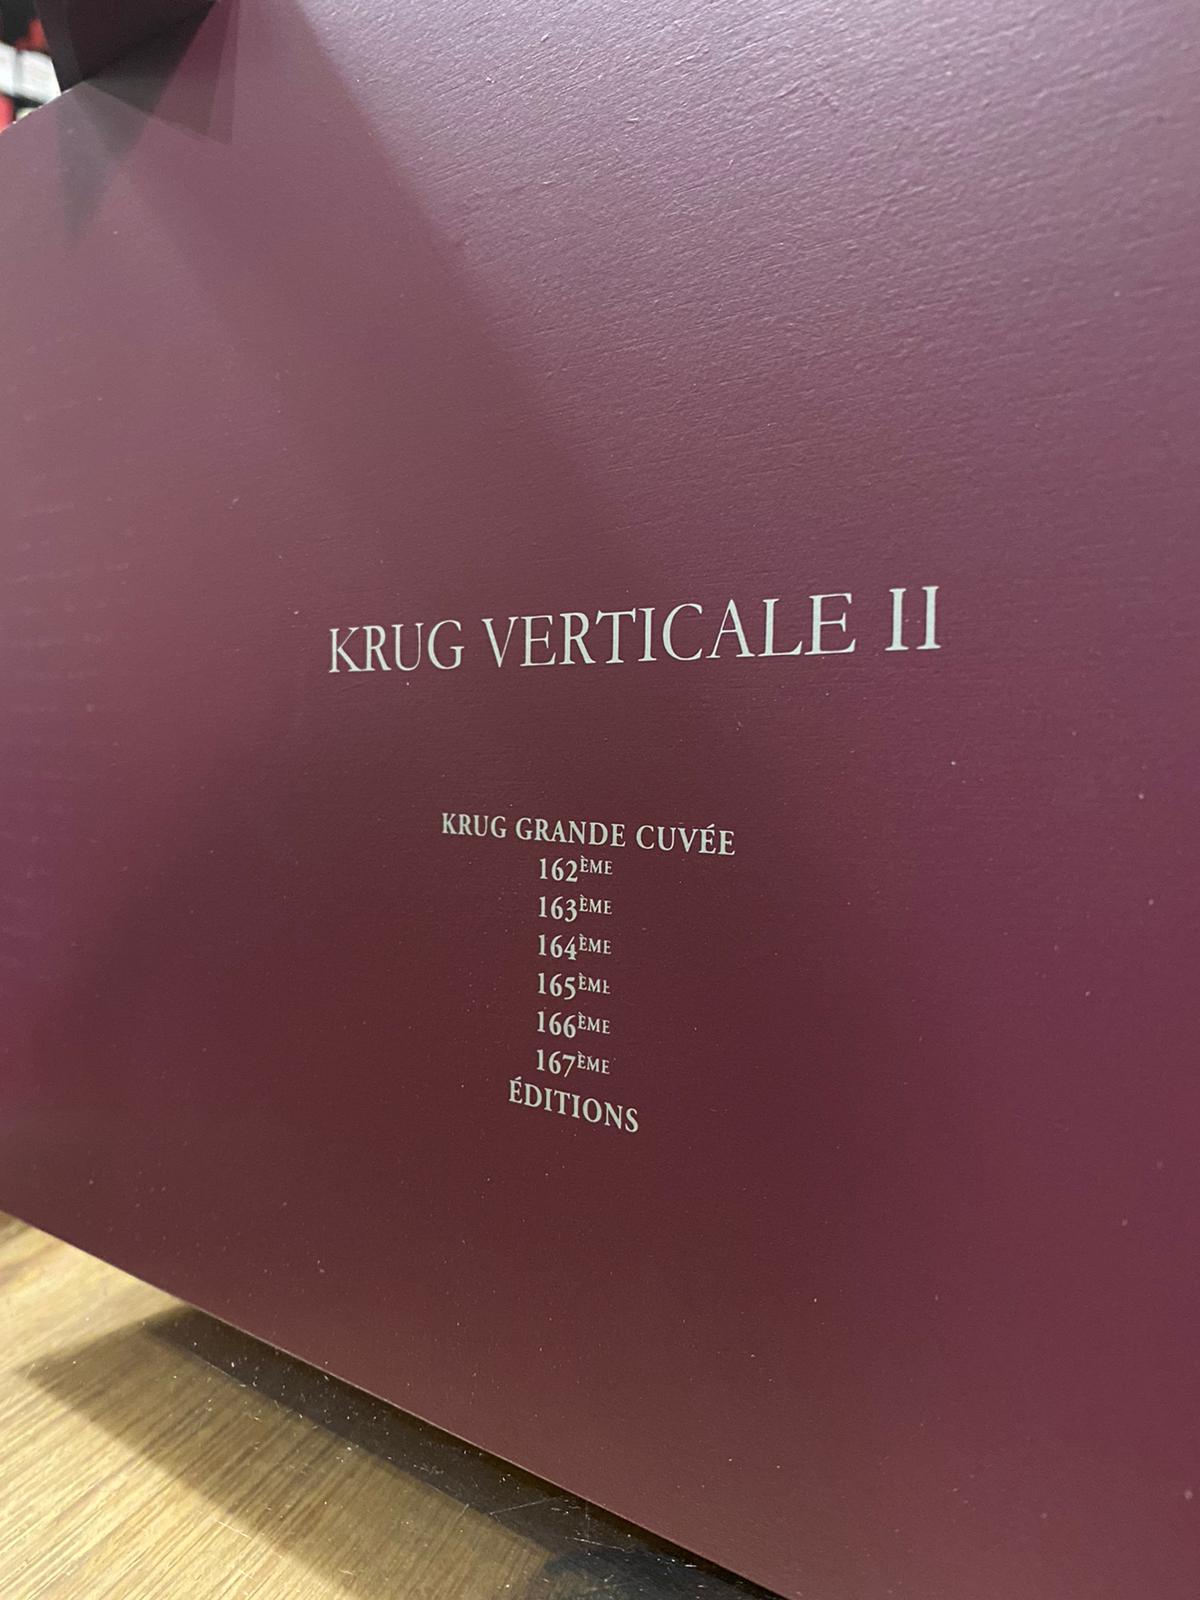 KRUG VERTICALE II
KRUG GRANDE CUVÉE
162ÈME
163ÈME
164ÈME
165ÈME
166ÈME
167ÈME
ÉDITIONS